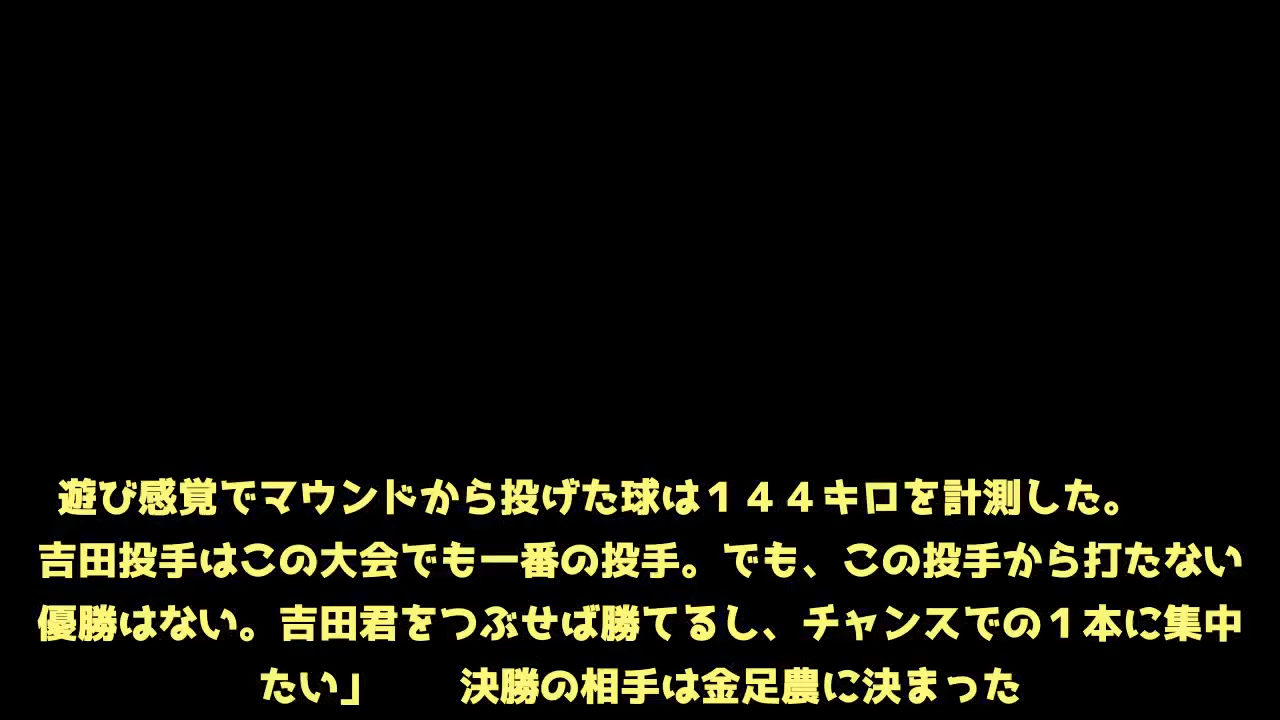 遊び感覚でマウンドから投げた球は１４４キロを計測した。
吉田投手はこの大会でも一番の投手。でも、この投手から打たない
優勝はない。吉田君をつぶせば勝てるし、チャンスでの１本に集中
たい」　　決勝の相手は金足農に決まった